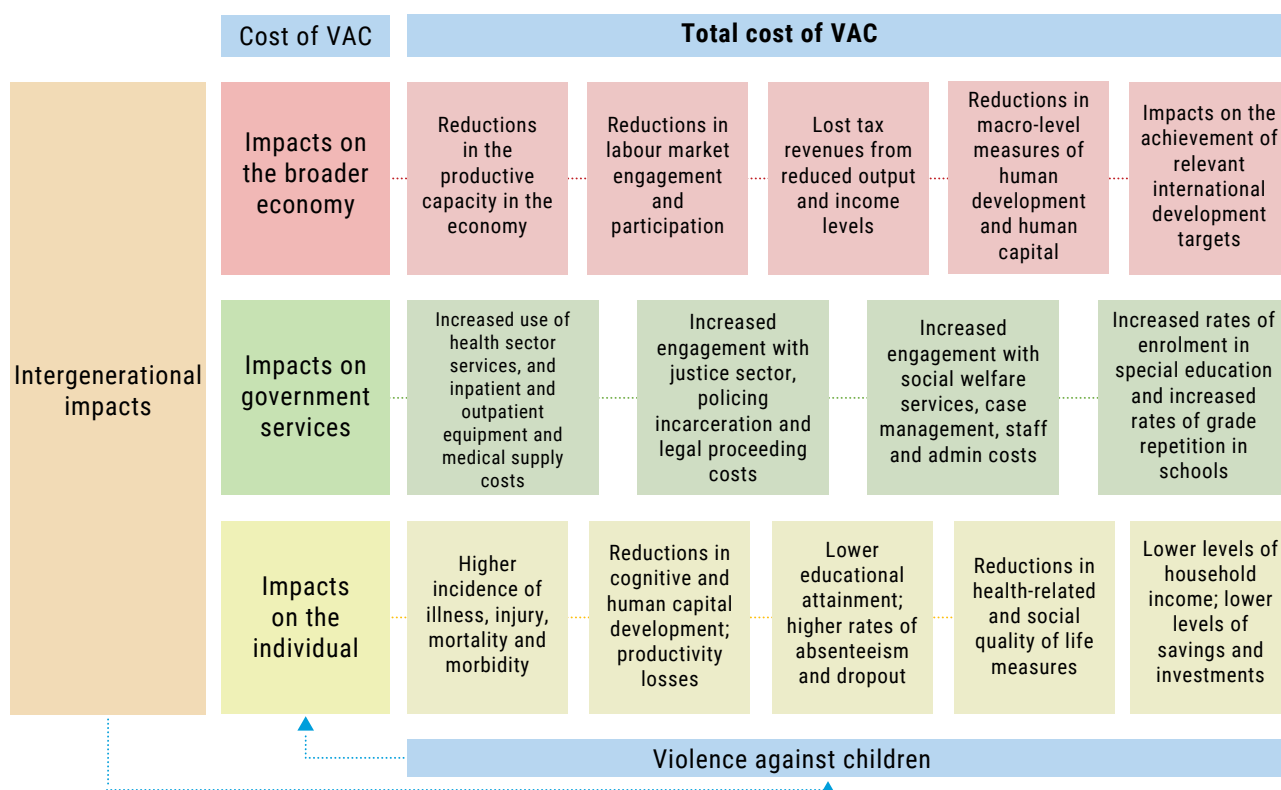 Cost of VAC
Total cost of VAC
Intergenerational
impacts
Impacts on
the broader
economy
Reductions
in the
productive
capacity in the
economy
Reductions in
labour market
engagement
and
participation
Lost tax
revenues from
reduced output
and income
levels
Reductions in
macro-level
measures of
human
development
and human
capital
Impacts on the
achievement of
relevant
international
development
targets
Impacts on
government
services
Increased use of
health sector
services, and
inpatient and
outpatient
equipment and
medical supply
costs
Increased
engagement with
justice sector,
policing
incarceration and
legal proceeding
costs
Increased
engagement with
social welfare
services, case
management, staff
and admin costs
Increased rates of
enrolment in
special education
and increased
rates of grade
repetition in
schools
Impacts
on the
individual
Higher
incidence of
illness, injury,
mortality and
morbidity
Reductions in
cognitive and
human capital
development;
productivity
losses
Lower
educational
attainment;
higher rates of
absenteeism
and dropout
Reductions in
health-related
and social
quality of life
measures
Lower levels of
household
income; lower
levels of
savings and
investments
Violence against children